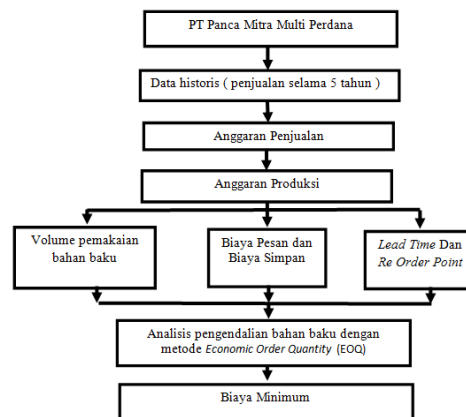 PT Panca Mitra Multi Perdana
Data historis ( penjualan selama 5 tahun )
Anggaran Penjualan
Anggaran Produksi
Volume pemakaian
bahan baku
Biaya Pesan dan
Biaya Simpan
Lead Time Dan
Re Order Point
Analisis pengendalian bahan baku dengan
metode Economic Order Quantity (EOQ)
Biaya Minimum